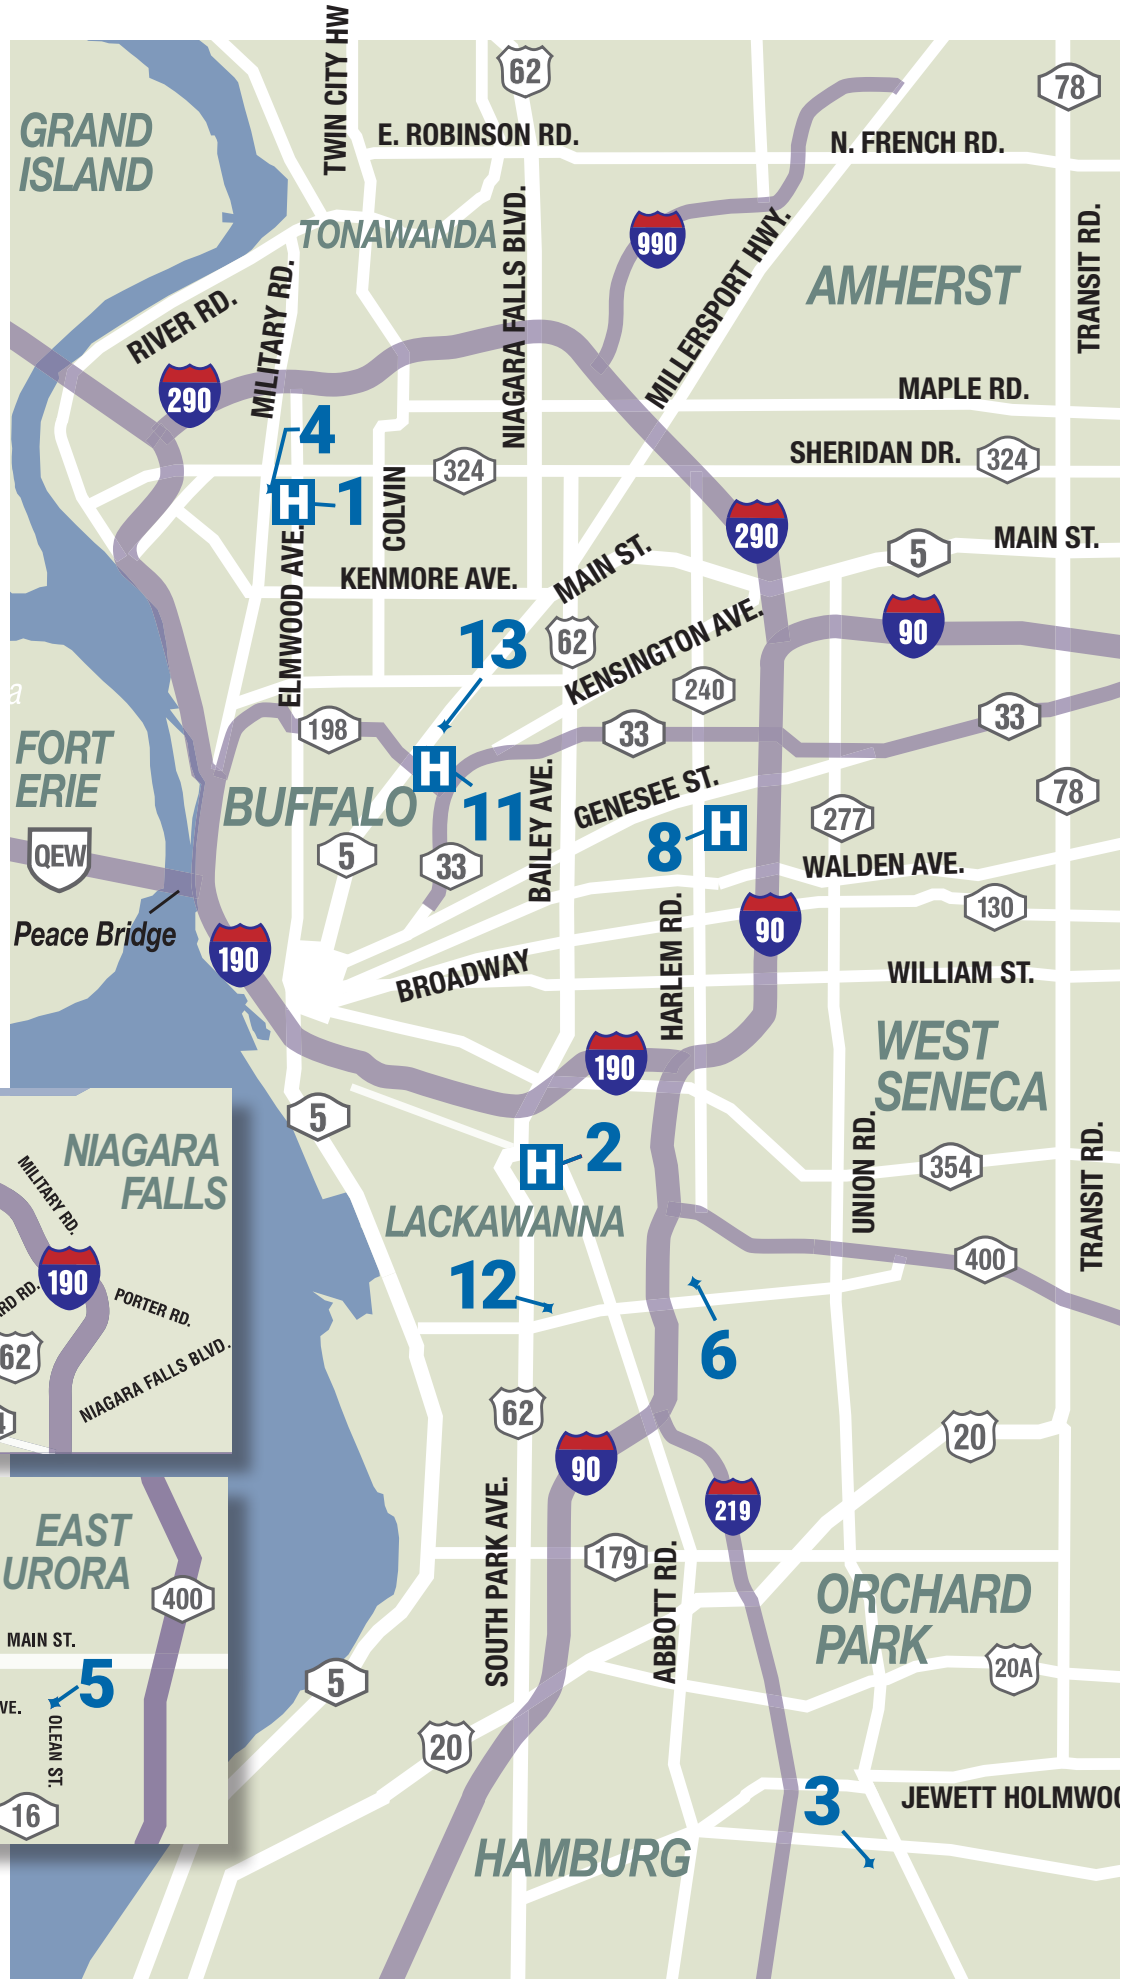 TWIN CITY HW
62
78
GRAND
ISLAND
E. ROBINSON RD.
N. FRENCH RD.
TONAWANDA
NIAGARA FALLS BLVD.
990
MILLERSPORT HWY.
AMHERST
TRANSIT RD.
RIVER RD.
MILITARY RD.
290
MAPLE RD.
4
324
SHERIDAN DR.
324
H
1
COLVIN
290
5
MAIN ST.
ELMWOOD AVE.
KENMORE AVE.
MAIN ST.
13
62
KENSINGTON AVE.
90
a
240
198
33
33
FORT
ERIE
H
BUFFALO
11
BAILEY AVE.
GENESEE ST.
8
H
277
78
QEW
5
33
WALDEN AVE.
130
Peace Bridge
190
BROADWAY
HARLEM RD.
90
WILLIAM ST.
WEST
SENECA
190
5
NIAGARA
FALLS
MILITARY RD.
H
2
UNION RD.
354
TRANSIT RD.
LACKAWANNA
400
190
RD RD.
PORTER RD.
12
6
62
NIAGARA FALLS BLVD.
62
20
90
219
SOUTH PARK AVE.
179
ABBOTT RD.
EAST
URORA
400
ORCHARD
PARK
MAIN ST.
5
VE.
OLEAN ST.
5
20A
20
16
3
JEWETT HOLMWOO
HAMBURG